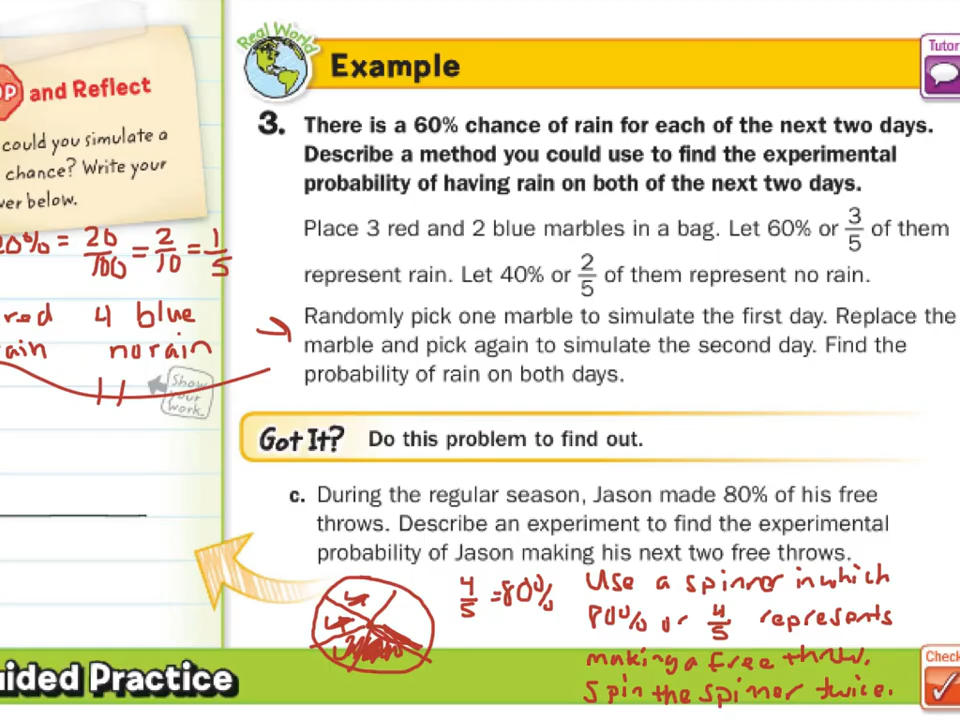 Real World
Example
Tutor
OP and Reflect
could you simulate a
chance? Write your
wer below.
20% = 20/100 = 2/10 = 1/5
red 4 blue
rain no rain
Show your work.
3. There is a 60% chance of rain for each of the next two days.
Describe a method you could use to find the experimental
probability of having rain on both of the next two days.
Place 3 red and 2 blue marbles in a bag. Let 60% or 3/5 of them
represent rain. Let 40% or 2/5 of them represent no rain.
Randomly pick one marble to simulate the first day. Replace the
marble and pick again to simulate the second day. Find the
probability of rain on both days.
Got It? Do this problem to find out.
c. During the regular season, Jason made 80% of his free
throws. Describe an experiment to find the experimental
probability of Jason making his next two free throws.
4/5 = 80%
Use a spinner in which
80% or 4/5 represents
making a free throw.
Spin the spinner twice.
uided Practice
Check